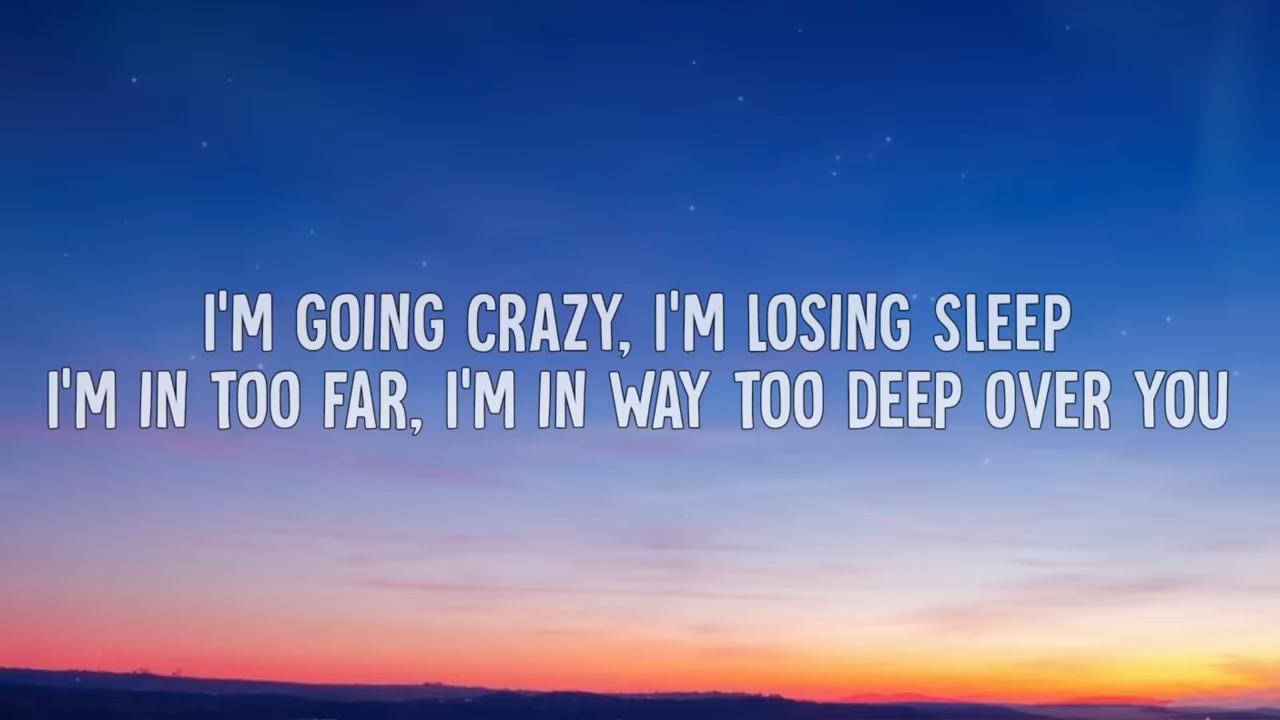 I'M GOING CRAZY, I'M LOSING SLEEP
I'M IN TOO FAR, I'M IN WAY TOO DEEP OVER YOU